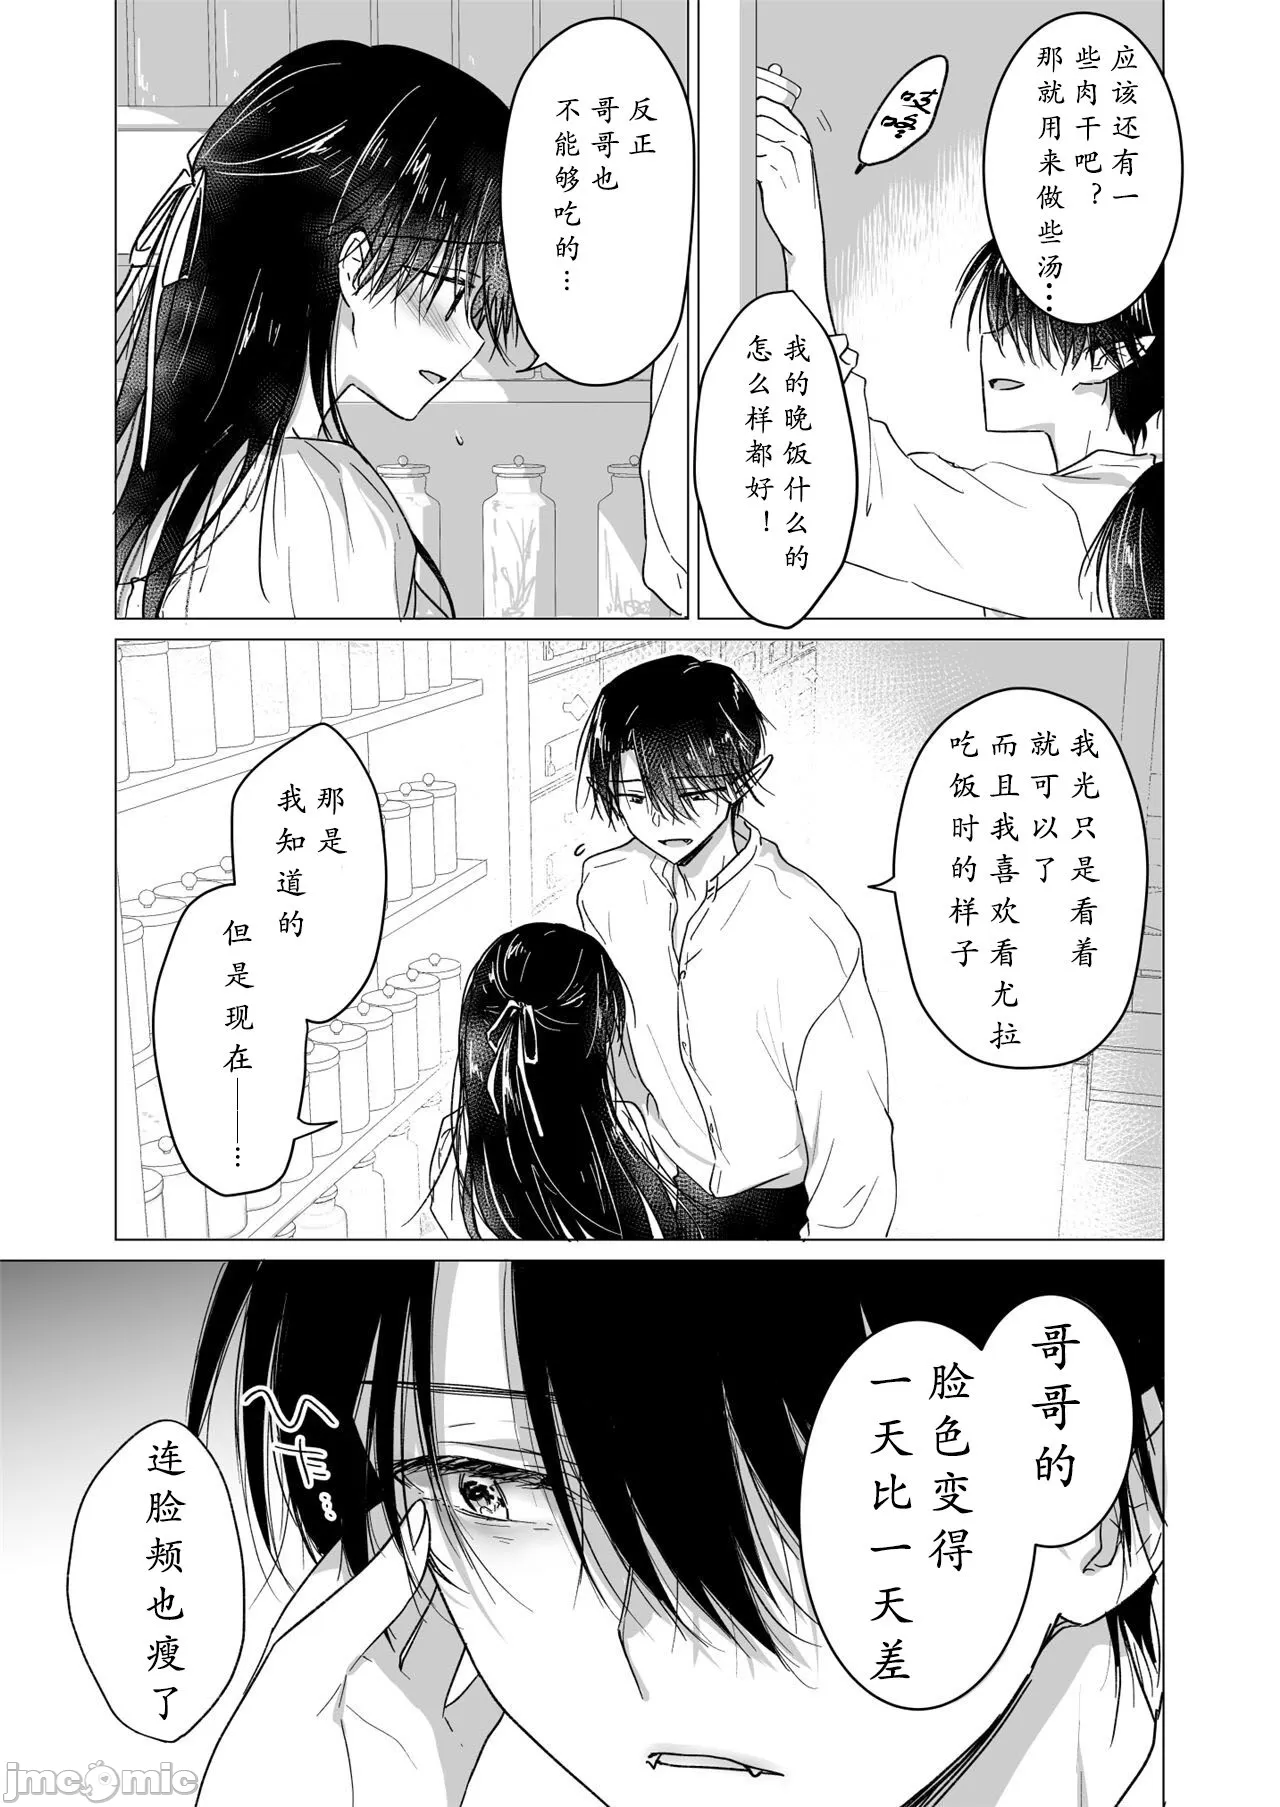 应该还有一
些肉干吧？
那就用来做些汤…
哎咚
我的晚饭什么的
怎么样都好！
反正
哥哥也
不能够吃的…
我光只是看着
就可以了
而且我喜欢看尤拉
吃饭时的样子
那是
我知道的
但是现在——…
哥哥的
脸色变得
一天比一天差
ひた…
连脸颊也瘦了
jmcomic